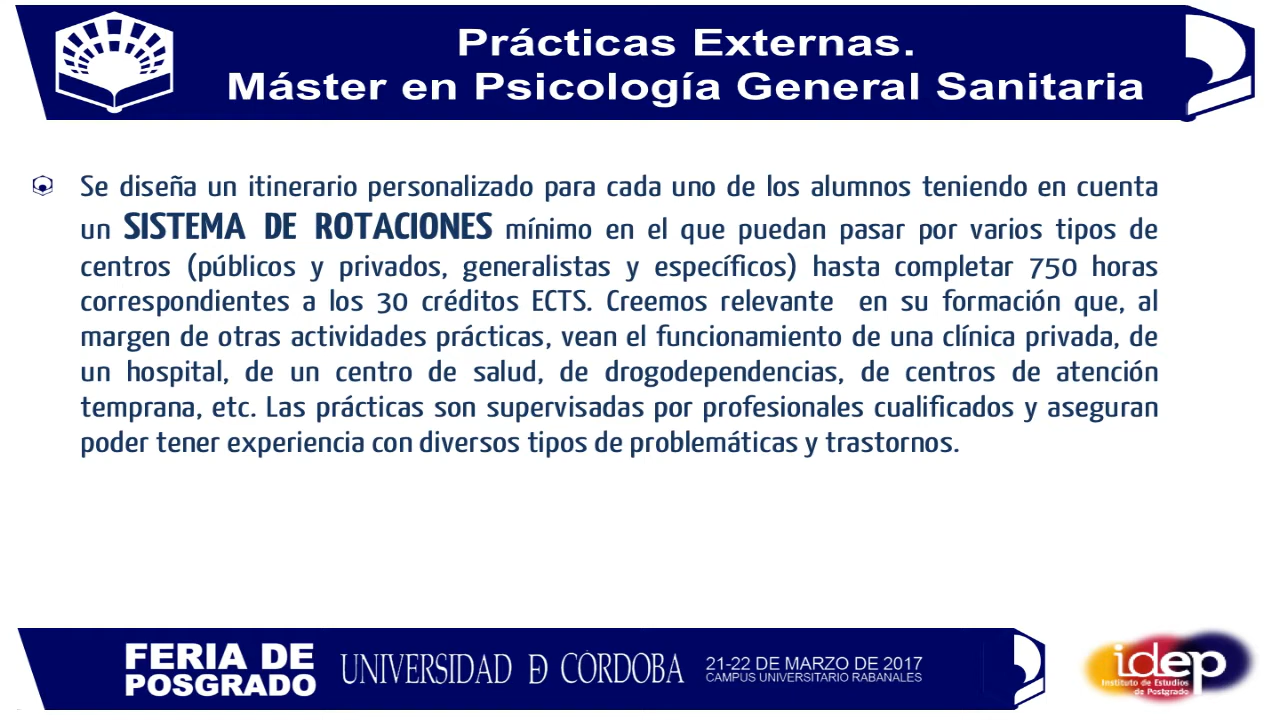 Prácticas Externas.
Máster en Psicología General Sanitaria
Se diseña un itinerario personalizado para cada uno de los alumnos teniendo en cuenta
un SISTEMA DE ROTACIONES mínimo en el que puedan pasar por varios tipos de
centros (públicos y privados, generalistas y específicos) hasta completar 750 horas
correspondientes a los 30 créditos ECTS. Creemos relevante en su formación que, al
margen de otras actividades prácticas, vean el funcionamiento de una clínica privada, de
un hospital, de un centro de salud, de drogodependencias, de centros de atención
temprana, etc. Las prácticas son supervisadas por profesionales cualificados y aseguran
poder tener experiencia con diversos tipos de problemáticas y trastornos.
FERIA DE
POSGRADO
UNIVERSIDAD DE CÓRDOBA
21-22 DE MARZO DE 2017
CAMPUS UNIVERSITARIO RABANALES
idep
Instituto de Estudios
de Postgrado